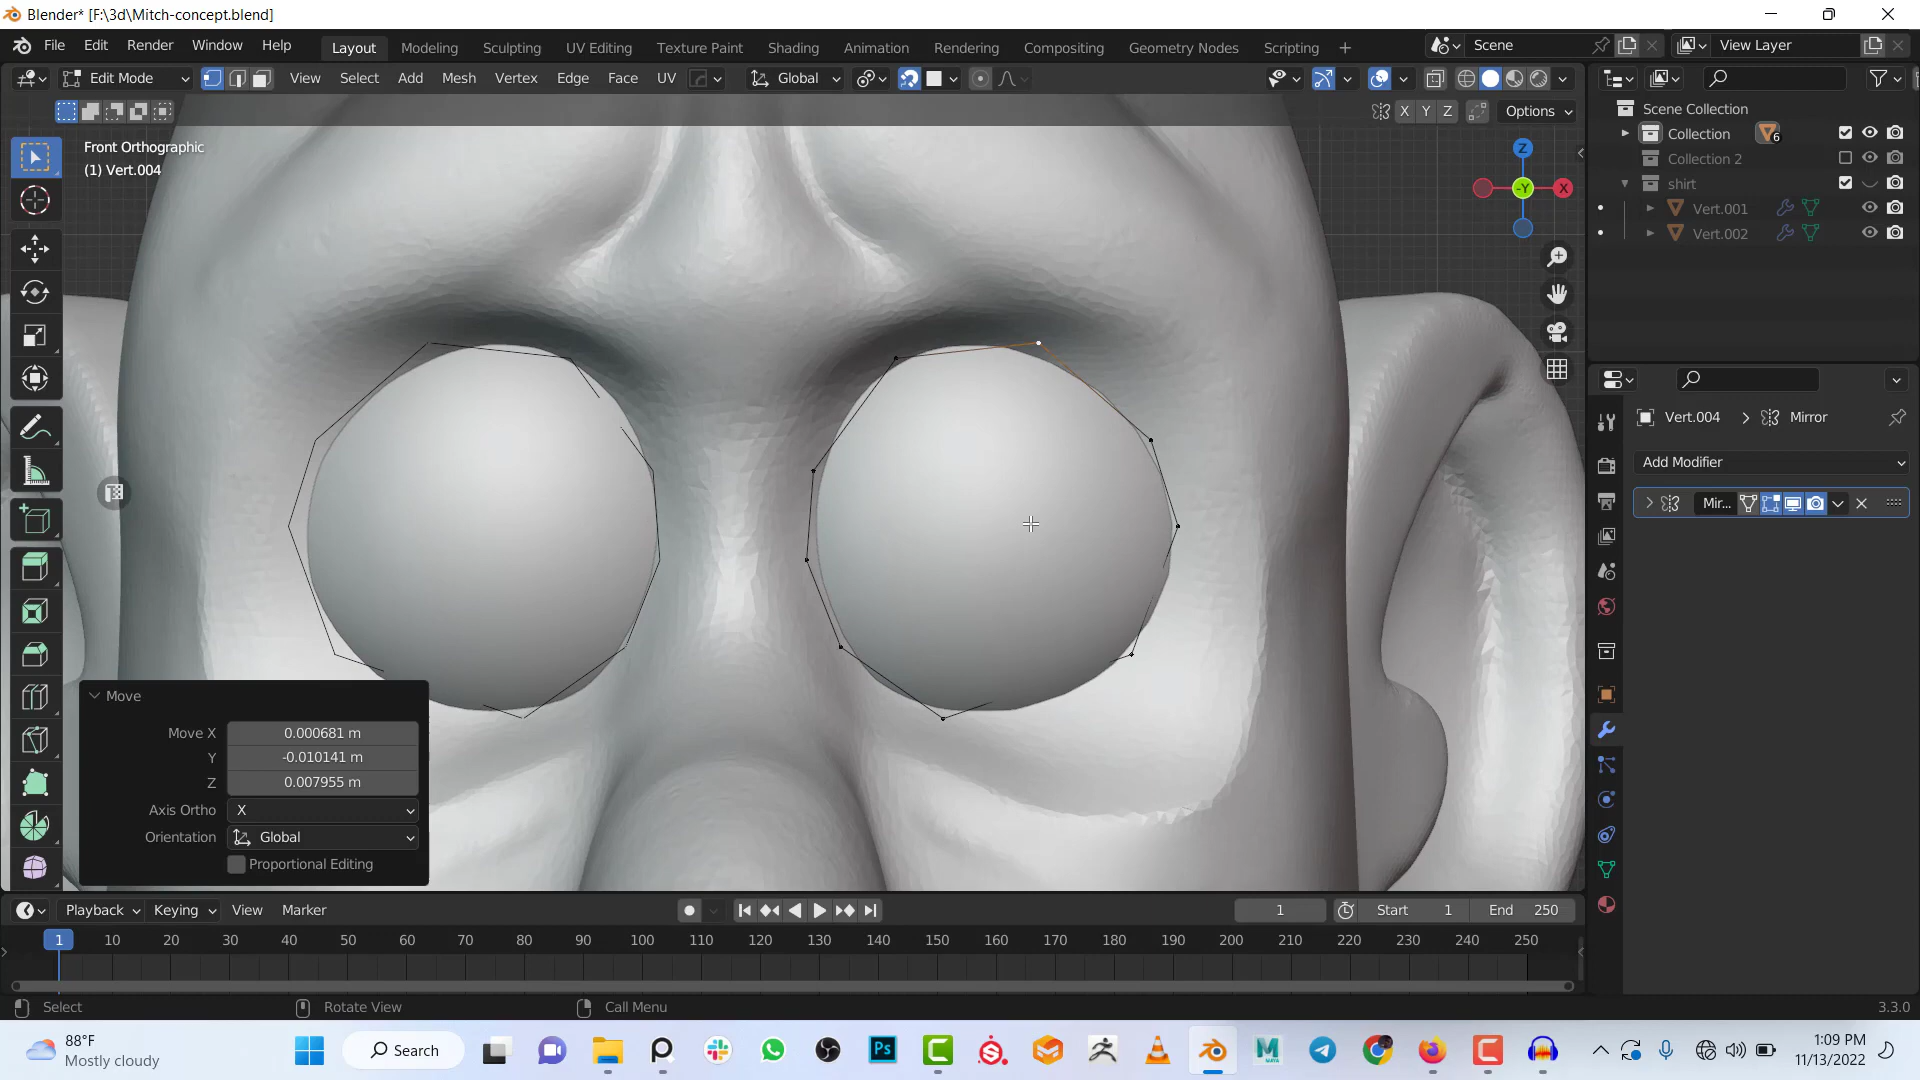 Blender* [F:\3d\Mitch-concept.blend]
File Edit Render Window Help
Layout Modeling Sculpting UV Editing Texture Paint Shading Animation Rendering Compositing Geometry Nodes Scripting
Scene
View Layer
Edit Mode
View Select Add Mesh Vertex Edge Face UV
Global
X Y Z
Options
Front Orthographic
(1) Vert.004
Z
-Y
X
Scene Collection
Collection
6
Collection 2
shirt
Vert.001
Vert.002
Vert.004 > Mirror
Add Modifier
Mir...
Move
Move X 0.000681 m
Y -0.010141 m
Z 0.007955 m
Axis Ortho X
Orientation Global
Proportional Editing
Playback Keying View Marker
1
Start 1
End 250
1 10 20 30 40 50 60 70 80 90 100 110 120 130 140 150 160 170 180 190 200 210 220 230 240 250
Select
Rotate View
Call Menu
3.3.0
88°F
Mostly cloudy
Search
Ps
1:09 PM
11/13/2022